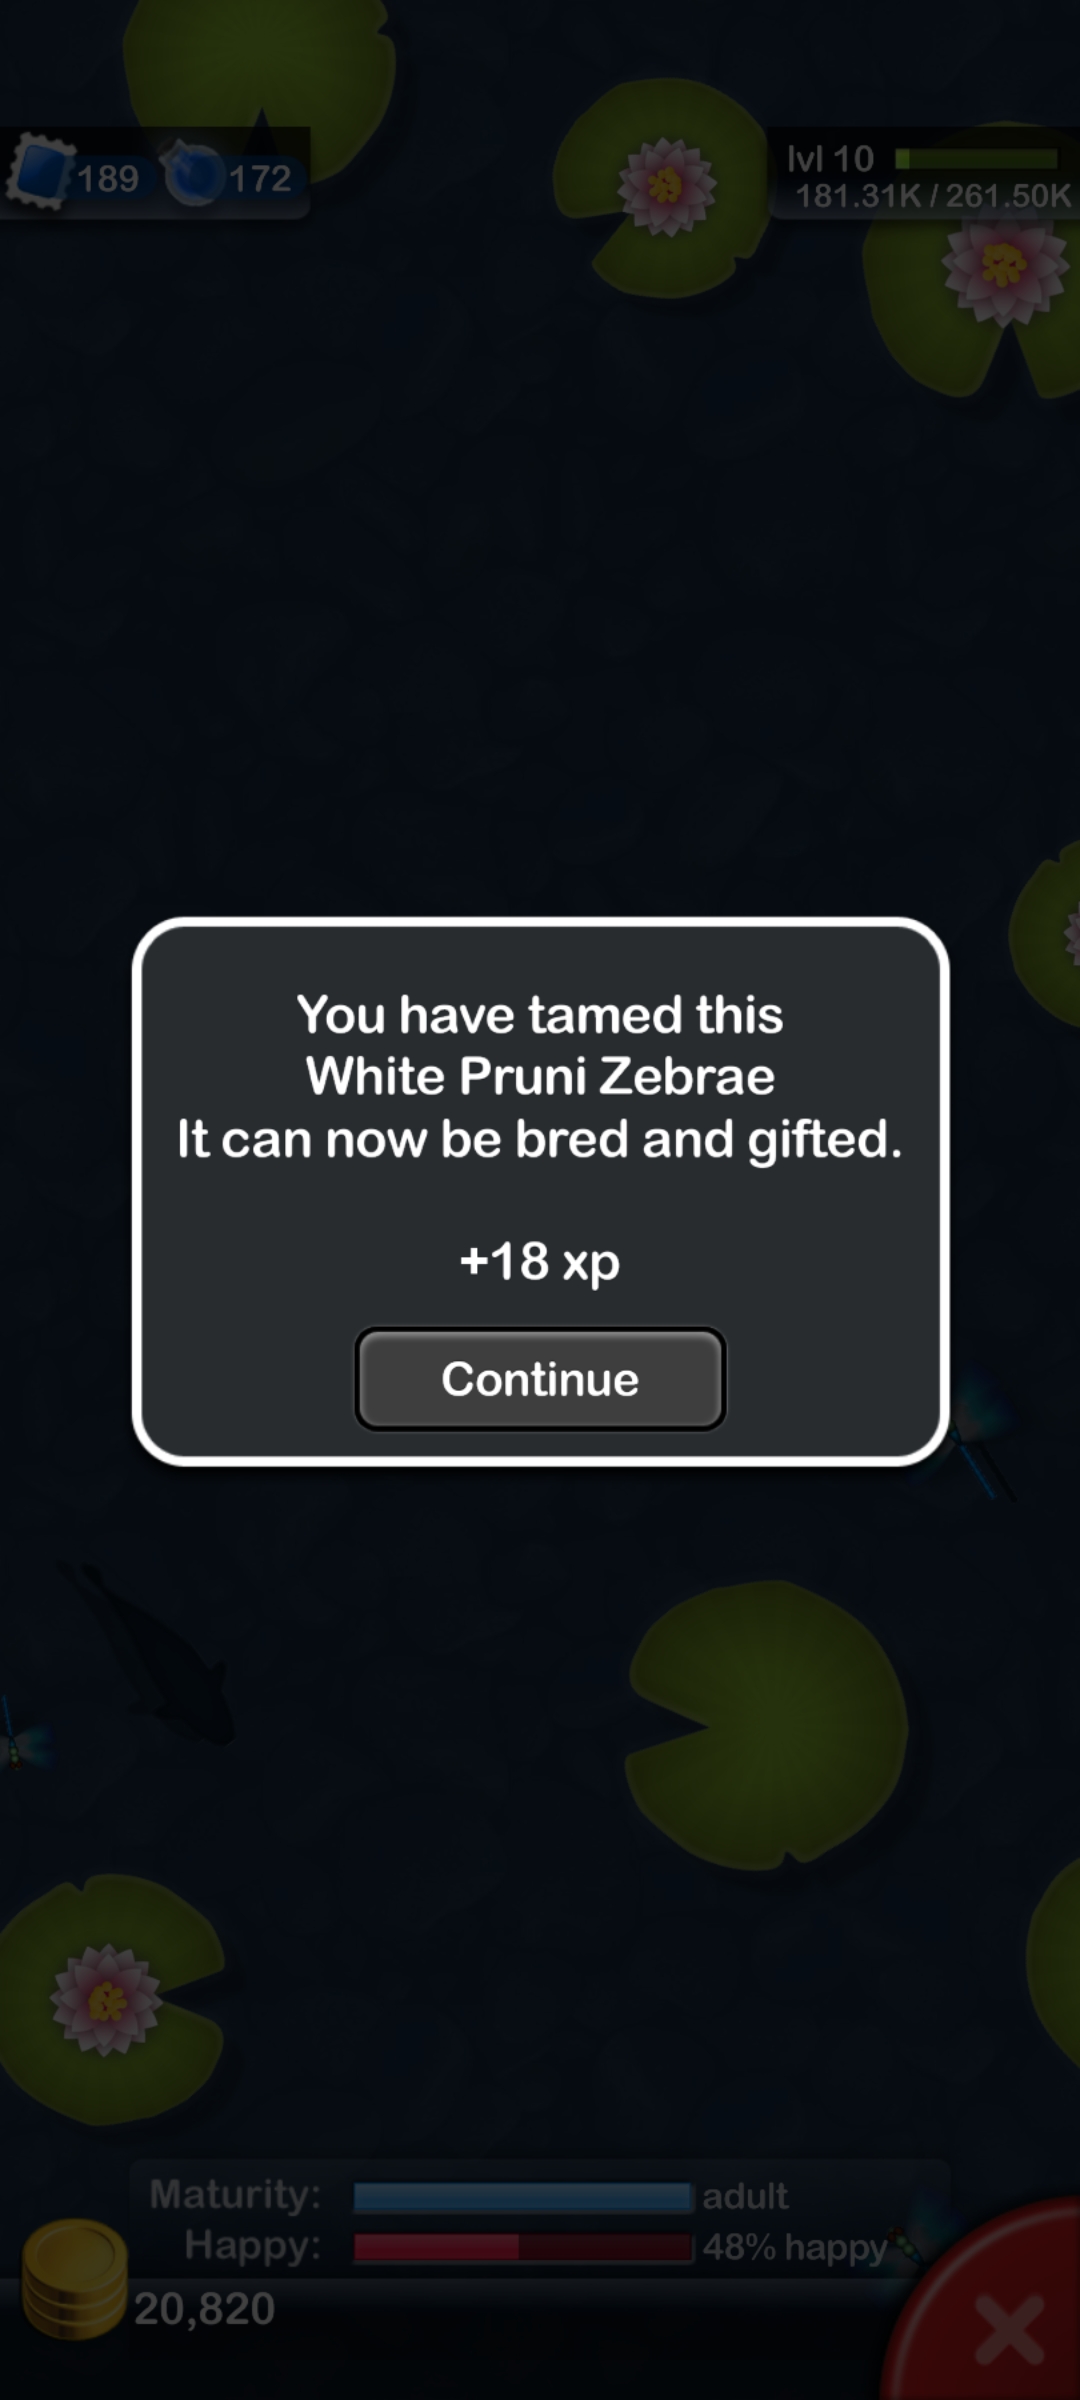 189 172
lvl 10
181.31K / 261.50K
You have tamed this
White Pruni Zebrae
It can now be bred and gifted.
+18 xp
Continue
Maturity: adult
Happy: 48% happy
20,820